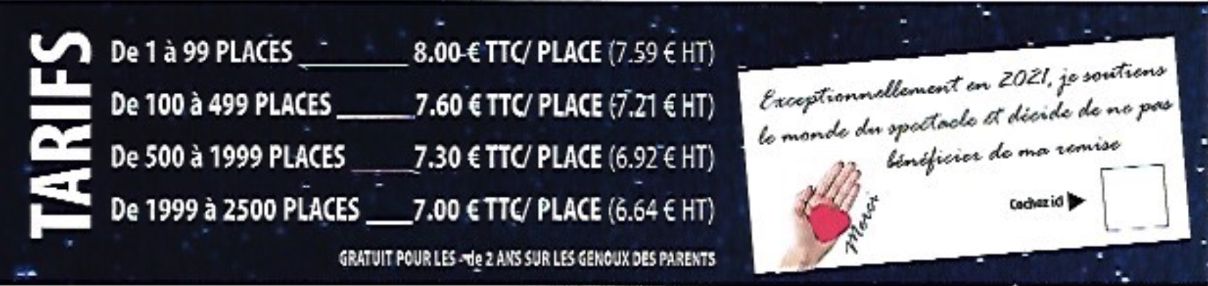 TARIFS
De 1 à 99 PLACES ________ 8.00 € TTC/ PLACE (7.59 € HT)
De 100 à 499 PLACES ______ 7.60 € TTC/ PLACE (7.21 € HT)
De 500 à 1999 PLACES _____ 7.30 € TTC/ PLACE (6.92 € HT)
De 1999 à 2500 PLACES ____ 7.00 € TTC/ PLACE (6.64 € HT)
GRATUIT POUR LES - de 2 ANS SUR LES GENOUX DES PARENTS
Exceptionnellement en 2021, je soutiens
le monde du spectacle et décide de ne pas
bénéficier de ma remise
Cochez ici
Merci